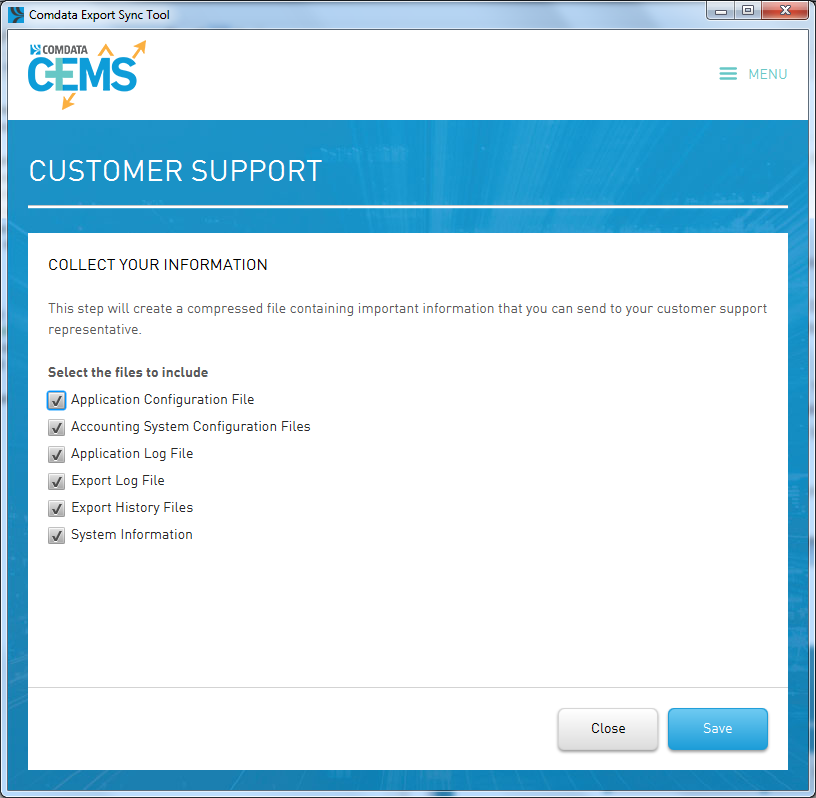 Comdata Export Sync Tool
COMDATA
CEMS
MENU
CUSTOMER SUPPORT
COLLECT YOUR INFORMATION
This step will create a compressed file containing important information that you can send to your customer support
representative.
Select the files to include
Application Configuration File
Accounting System Configuration Files
Application Log File
Export Log File
Export History Files
System Information
Close
Save